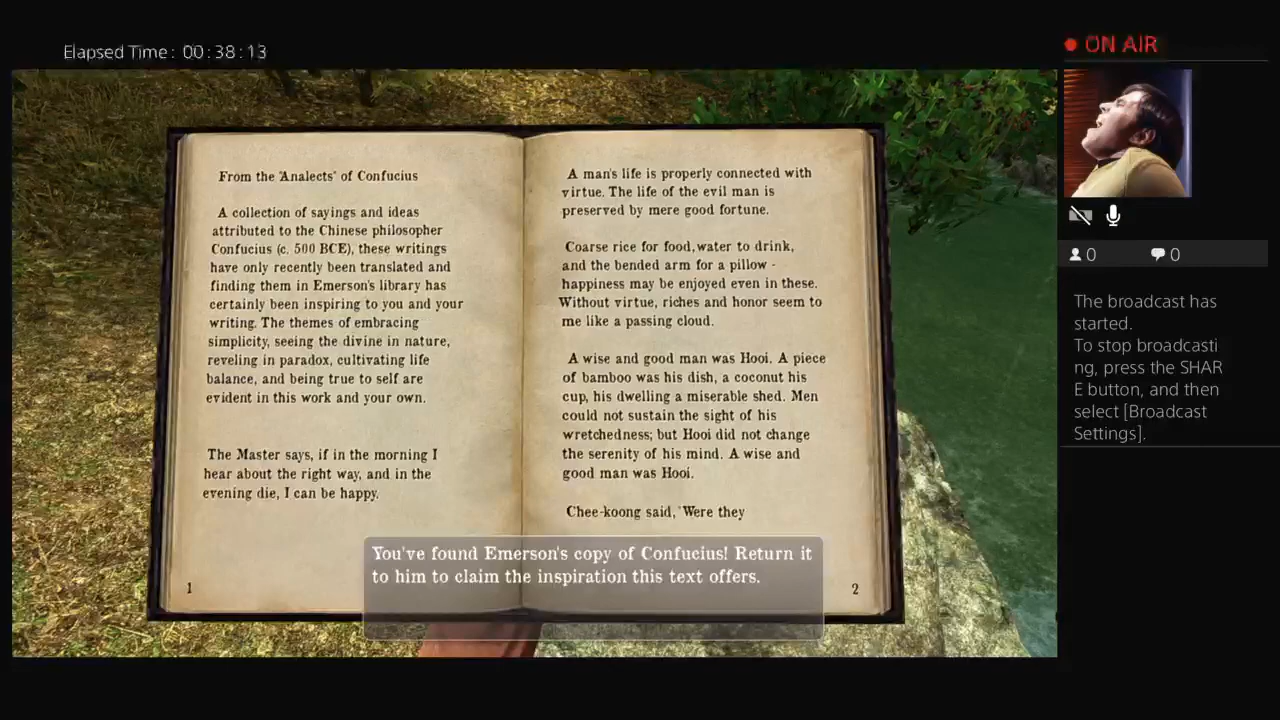 Elapsed Time: 00:38:13
ON AIR
From the "Analects" of Confucius
A collection of sayings and ideas
attributed to the Chinese philosopher
Confucius (c. 500 BCE), these writings
have only recently been translated and
finding them in Emerson's library has
certainly been inspiring to you and your
writing. The themes of embracing
simplicity, seeing the divine in nature,
reveling in paradox, cultivating life
balance, and being true to self are
evident in this work and your own.
The Master says, if in the morning I
hear about the right way, and in the
evening die, I can be happy.
1
A man's life is properly connected with
virtue. The life of the evil man is
preserved by mere good fortune.
Coarse rice for food, water to drink,
and the bended arm for a pillow -
happiness may be enjoyed even in these.
Without virtue, riches and honor seem to
me like a passing cloud.
A wise and good man was Hooi. A piece
of bamboo was his dish, a coconut his
cup, his dwelling a miserable shed. Men
could not sustain the sight of his
wretchedness; but Hooi did not change
the serenity of his mind. A wise and
good man was Hooi.
Chee-koong said, "Were they
2
You've found Emerson's copy of Confucius! Return it
to him to claim the inspiration this text offers.
0
0
The broadcast has
started.
To stop broadcasti
ng, press the SHAR
E button, and then
select [Broadcast
Settings].